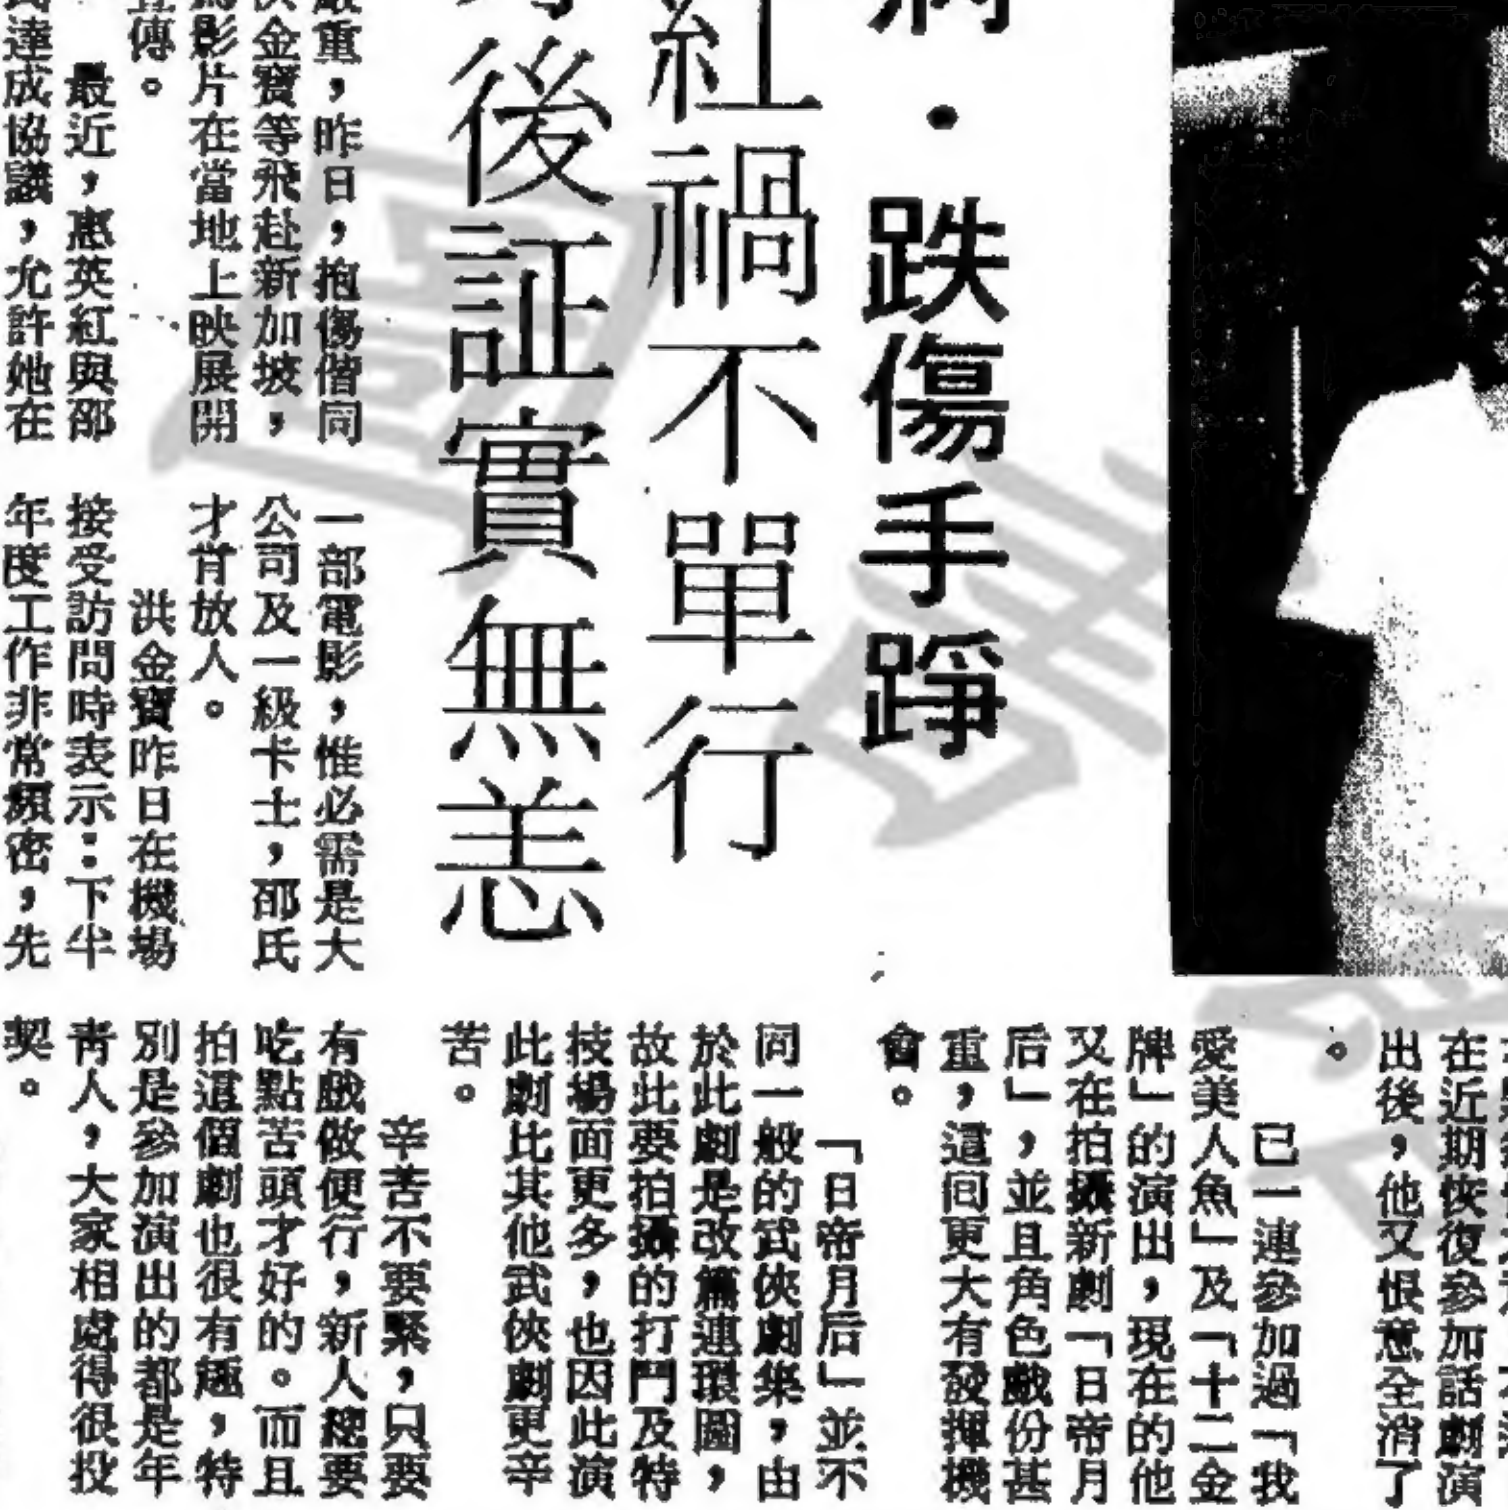 ・跌傷手踭
紅禍不單行
後証實無恙
嚴重，昨日，抱傷偕同
金寶等飛赴新加坡，
影片在當地上映展開
宣傳。
最近，惠英紅與邵
達成協議，允許她在
一部電影，惟必需是大
公司及一級卡士，邵氏
才肯放人。
洪金寶昨日在機場
接受訪問時表示：下半
年度工作非常頻密，先
在近期恢復參加話劇演
出後，他又恨意全消了
。
已一連參加過「我
愛美人魚」及「十二金
牌」的演出，現在的他
又在拍攝新劇「日帝月
后」，並且角色戲份甚
重，這回更大有發揮機
會。
「日帝月后」並不
同一般的武俠劇集，由
於此劇是改篇連環圖，
故此要拍攝的打鬥及特
技場面更多，也因此演
此劇比其他武俠劇更辛
苦。
辛苦不要緊，只要
有戲做便行，新人總要
吃點苦頭才好的。而且
拍這個劇也很有趣，特
別是參加演出的都是年
青人，大家相處得很投
契。